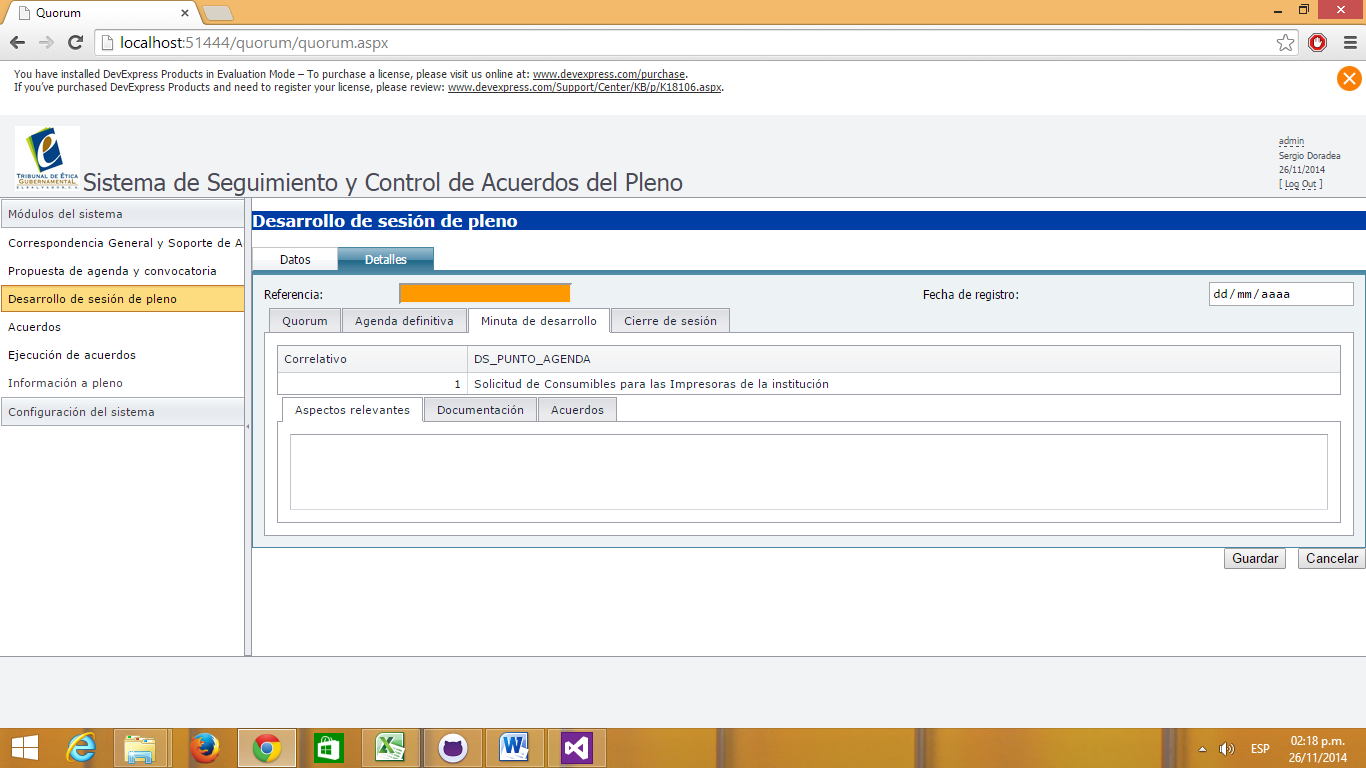 Quorum
localhost:51444/quorum/quorum.aspx
You have installed DevExpress Products in Evaluation Mode – To purchase a license, please visit us online at: www.devexpress.com/purchase.
If you've purchased DevExpress Products and need to register your license, please review: www.devexpress.com/Support/Center/KB/p/K18106.aspx.
TRIBUNAL DE ÉTICA
GUBERNAMENTAL
Sistema de Seguimiento y Control de Acuerdos del Pleno
admin
Sergio Doradea
26/11/2014
[ Log Out ]
Módulos del sistema
Correspondencia General y Soporte de A
Propuesta de agenda y convocatoria
Desarrollo de sesión de pleno
Acuerdos
Ejecución de acuerdos
Información a pleno
Configuración del sistema
Desarrollo de sesión de pleno
Datos Detalles
Referencia: Fecha de registro: dd/mm/aaaa
Quorum Agenda definitiva Minuta de desarrollo Cierre de sesión
Correlativo DS_PUNTO_AGENDA
1 Solicitud de Consumibles para las Impresoras de la institución
Aspectos relevantes Documentación Acuerdos
Guardar Cancelar
ESP
02:18 p.m.
26/11/2014